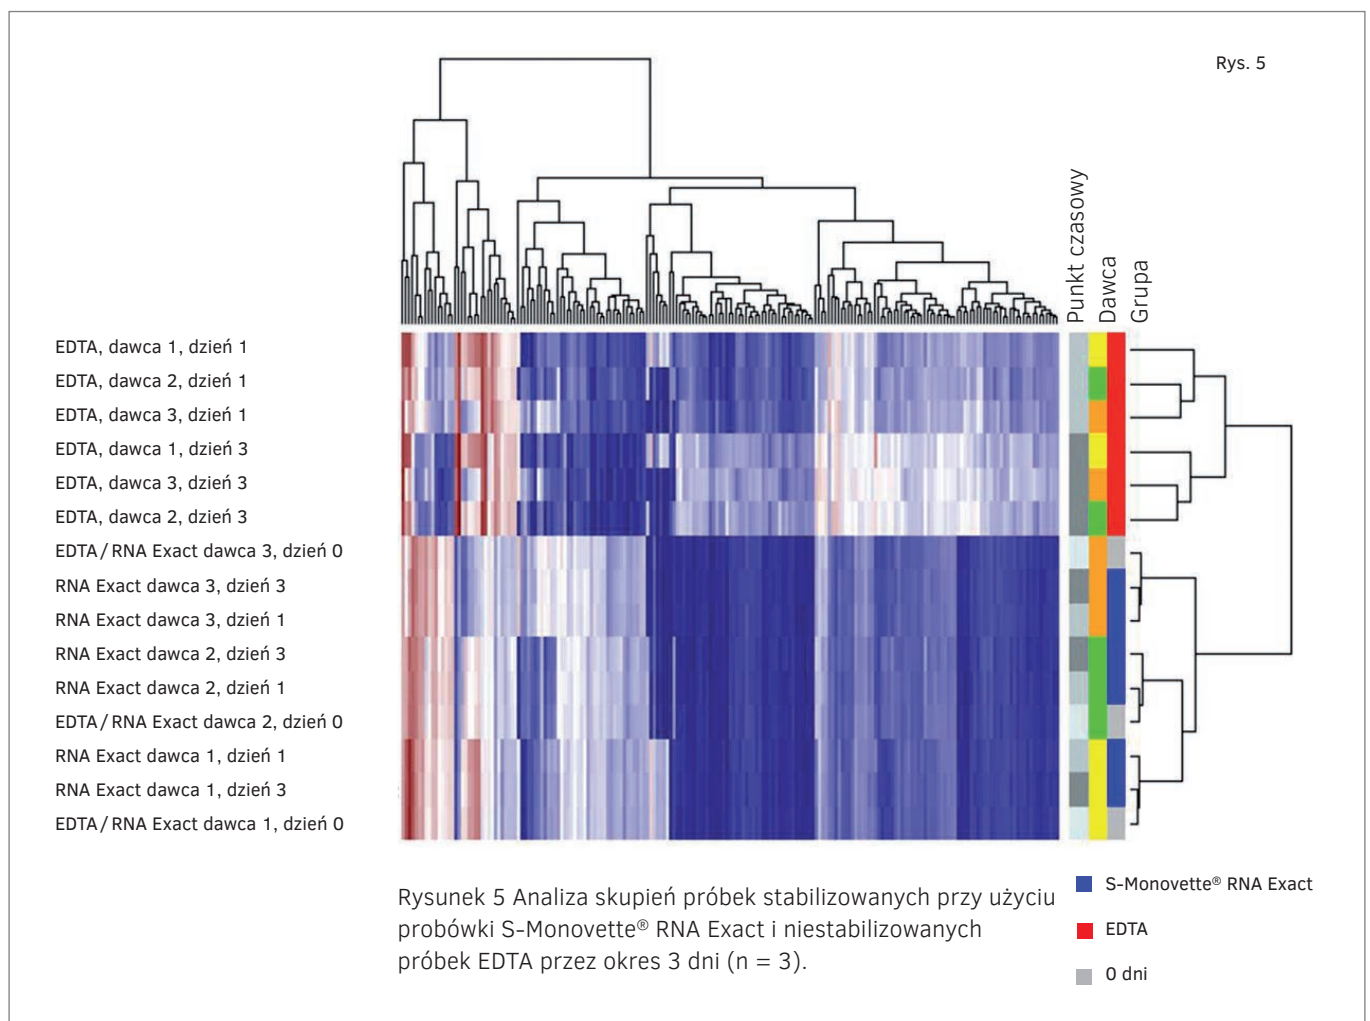 Rys. 5
Punkt czasowy
Dawca
Grupa
EDTA, dawca 1, dzień 1
EDTA, dawca 2, dzień 1
EDTA, dawca 3, dzień 1
EDTA, dawca 1, dzień 3
EDTA, dawca 3, dzień 3
EDTA, dawca 2, dzień 3
EDTA/RNA Exact dawca 3, dzień 0
RNA Exact dawca 3, dzień 3
RNA Exact dawca 3, dzień 1
RNA Exact dawca 2, dzień 3
RNA Exact dawca 2, dzień 1
EDTA/RNA Exact dawca 2, dzień 0
RNA Exact dawca 1, dzień 1
RNA Exact dawca 1, dzień 3
EDTA/RNA Exact dawca 1, dzień 0
Rysunek 5 Analiza skupień próbek stabilizowanych przy użyciu
probówki S-Monovette® RNA Exact i niestabilizowanych
próbek EDTA przez okres 3 dni (n = 3).
S-Monovette® RNA Exact
EDTA
0 dni